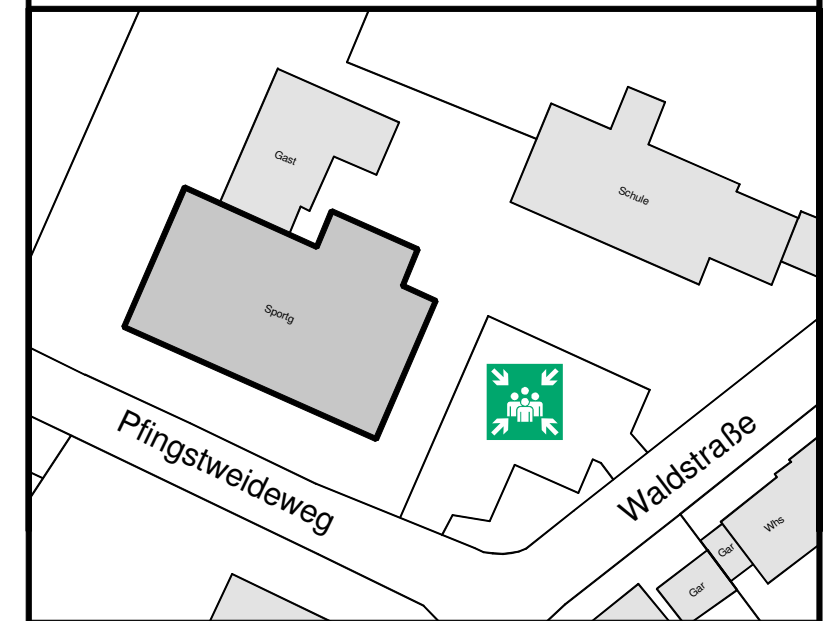 Gast
Schule
Sportg
Pfingstweideweg
Waldstraße
Whs
Gar
Gar